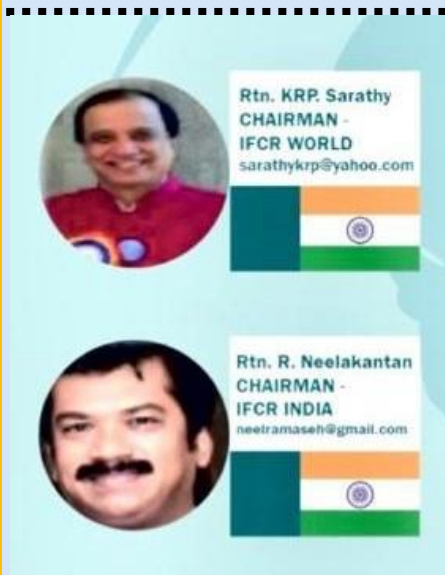 Rtn. KRP. Sarathy
CHAIRMAN -
IFCR WORLD
sarathykrp@yahoo.com
Rtn. R. Neelakantan
CHAIRMAN -
IFCR INDIA
neelramaseh@gmail.com